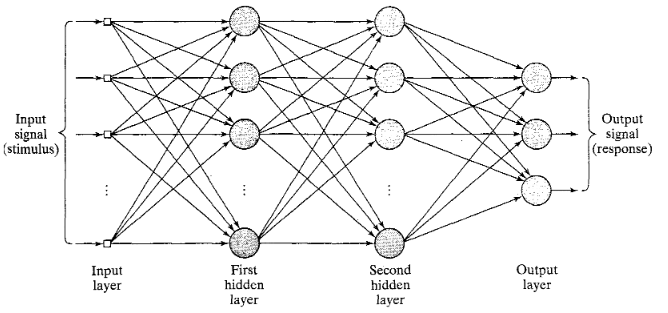 Input
signal
(stimulus)
Output
signal
(response)
Input
layer
First
hidden
layer
Second
hidden
layer
Output
layer